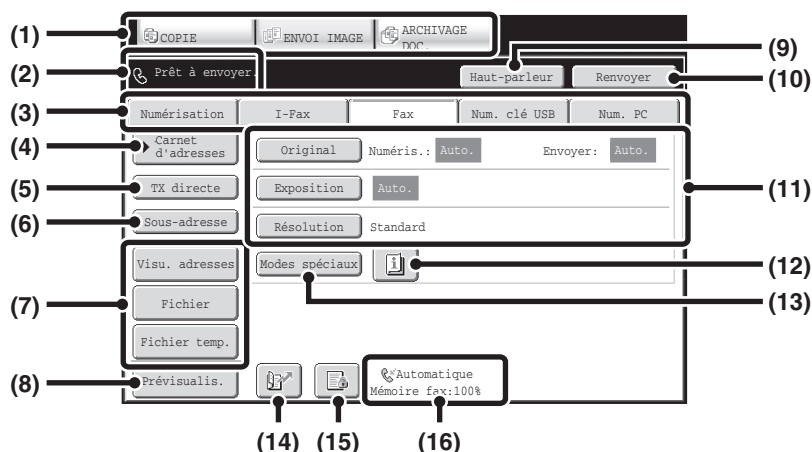 (1) COPIE ENVOI IMAGE ARCHIVAGE DOC.
(2) Prêt à envoyer. Haut-parleur (9) Renvoyer (10)
(3) Numérisation I-Fax Fax Num. clé USB Num. PC
(4) Carnet d'adresses Original Numéris.: Auto. Envoyer: Auto.
(5) TX directe Exposition Auto. (11)
(6) Sous-adresse Résolution Standard
Visu. adresses Modes spéciaux (12)
(13)
(7) Fichier
Fichier temp.
(8) Prévisualis. Automatique
Mémoire fax:100%
(14) (15) (16)